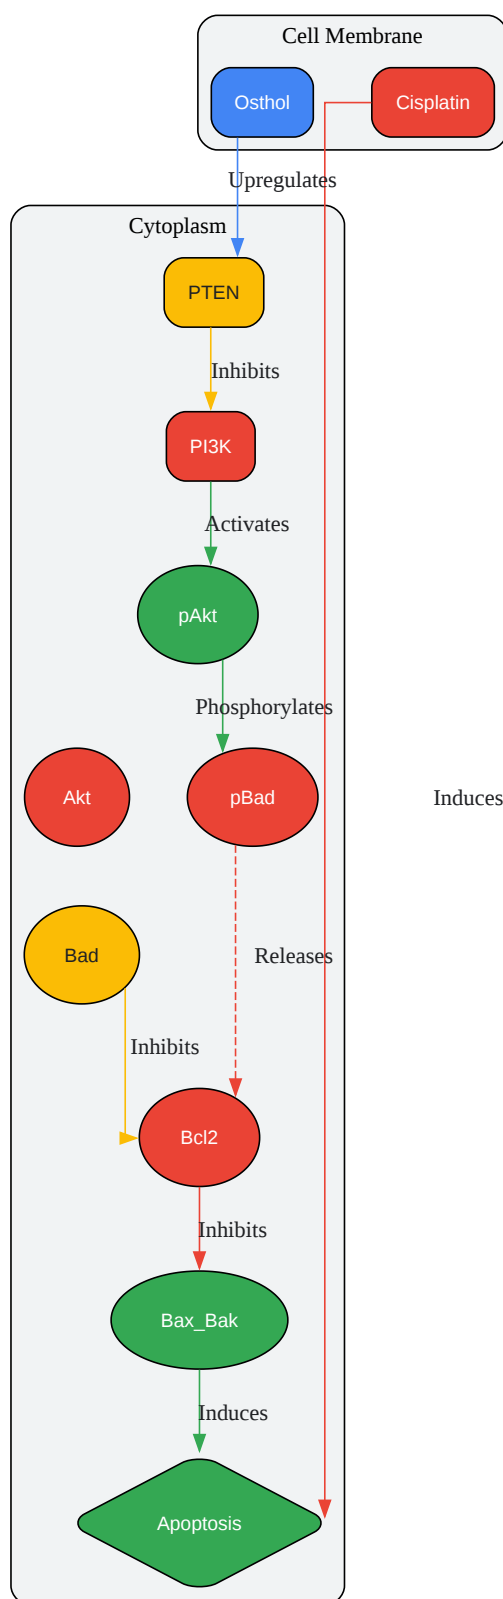 Cell Membrane
Osthol
Cisplatin
Upregulates
Cytoplasm
PTEN
Inhibits
PI3K
Activates
pAkt
Phosphorylates
Akt
pBad
Induces
Bad
Releases
Inhibits
Bcl2
Inhibits
Bax_Bak
Induces
Apoptosis